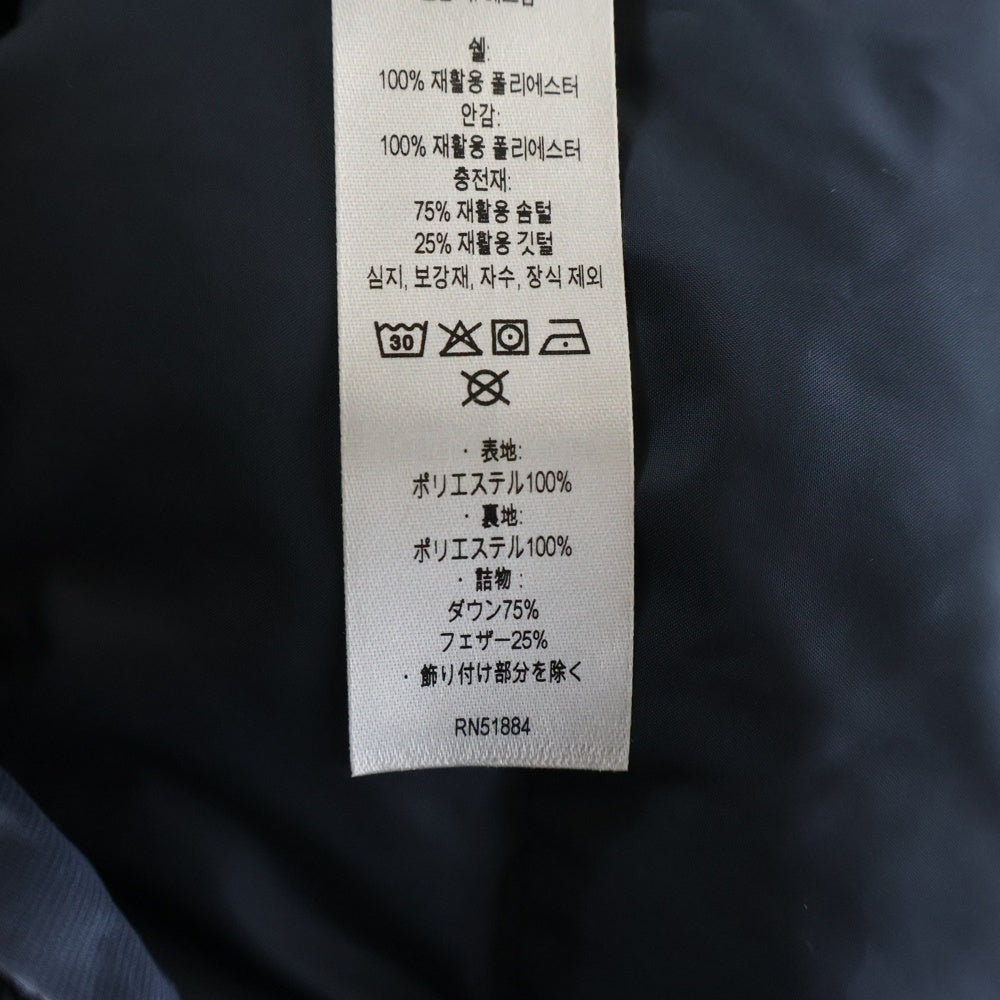 쉘:
100% 재활용 폴리에스터
안감:
100% 재활용 폴리에스터
충전재:
75% 재활용 솜털
25% 재활용 깃털
심지, 보강재, 자수, 장식 제외
30
· 表地:
ポリエステル100%
· 裏地:
ポリエステル100%
· 詰物:
ダウン75%
フェザー25%
· 飾り付け部分を除く
RN51884